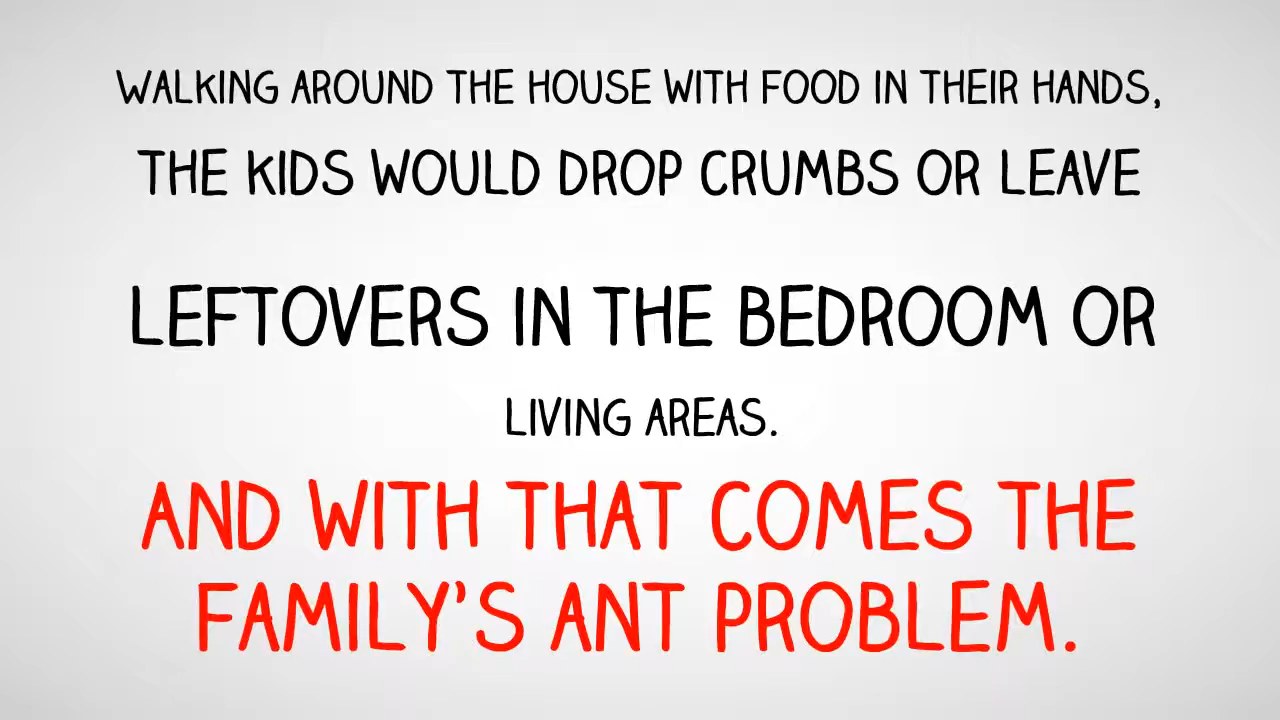 WALKING AROUND THE HOUSE WITH FOOD IN THEIR HANDS,
THE KIDS WOULD DROP CRUMBS OR LEAVE
LEFTOVERS IN THE BEDROOM OR
LIVING AREAS.
AND WITH THAT COMES THE
FAMILY'S ANT PROBLEM.